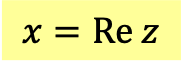 x = Re z